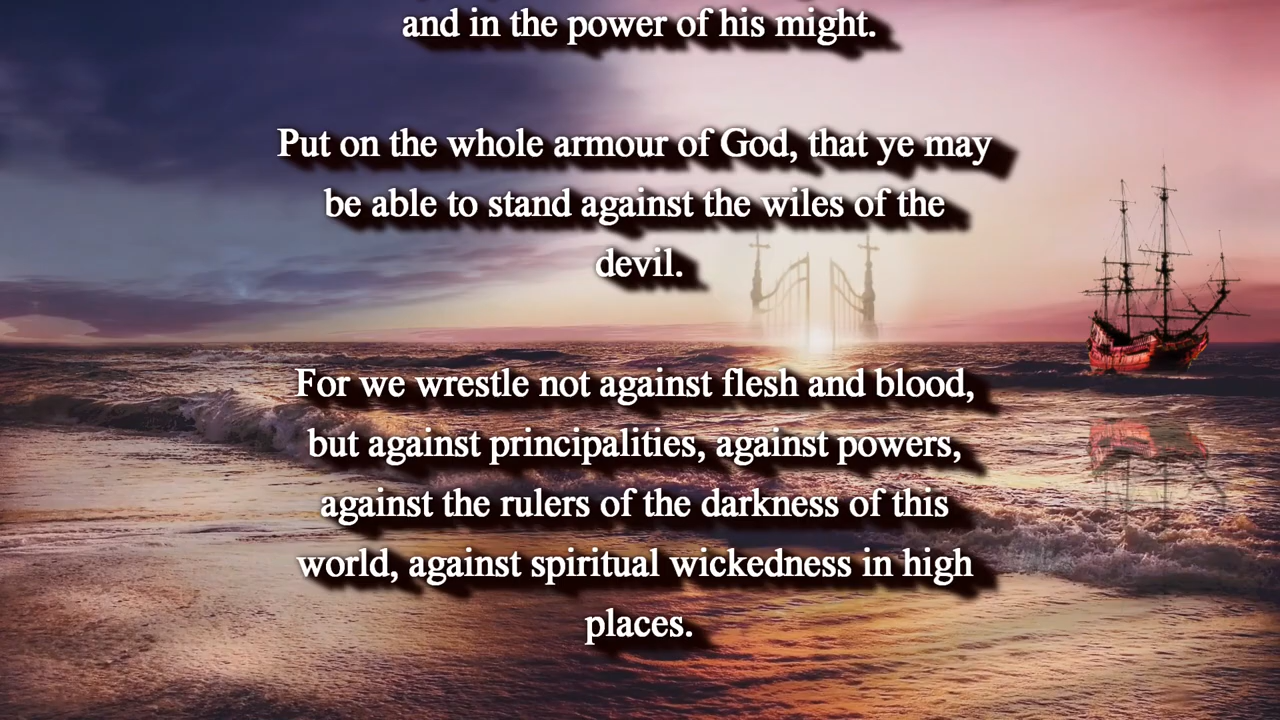 and in the power of his might.
Put on the whole armour of God, that ye may
be able to stand against the wiles of the
devil.
For we wrestle not against flesh and blood,
but against principalities, against powers,
against the rulers of the darkness of this
world, against spiritual wickedness in high
places.